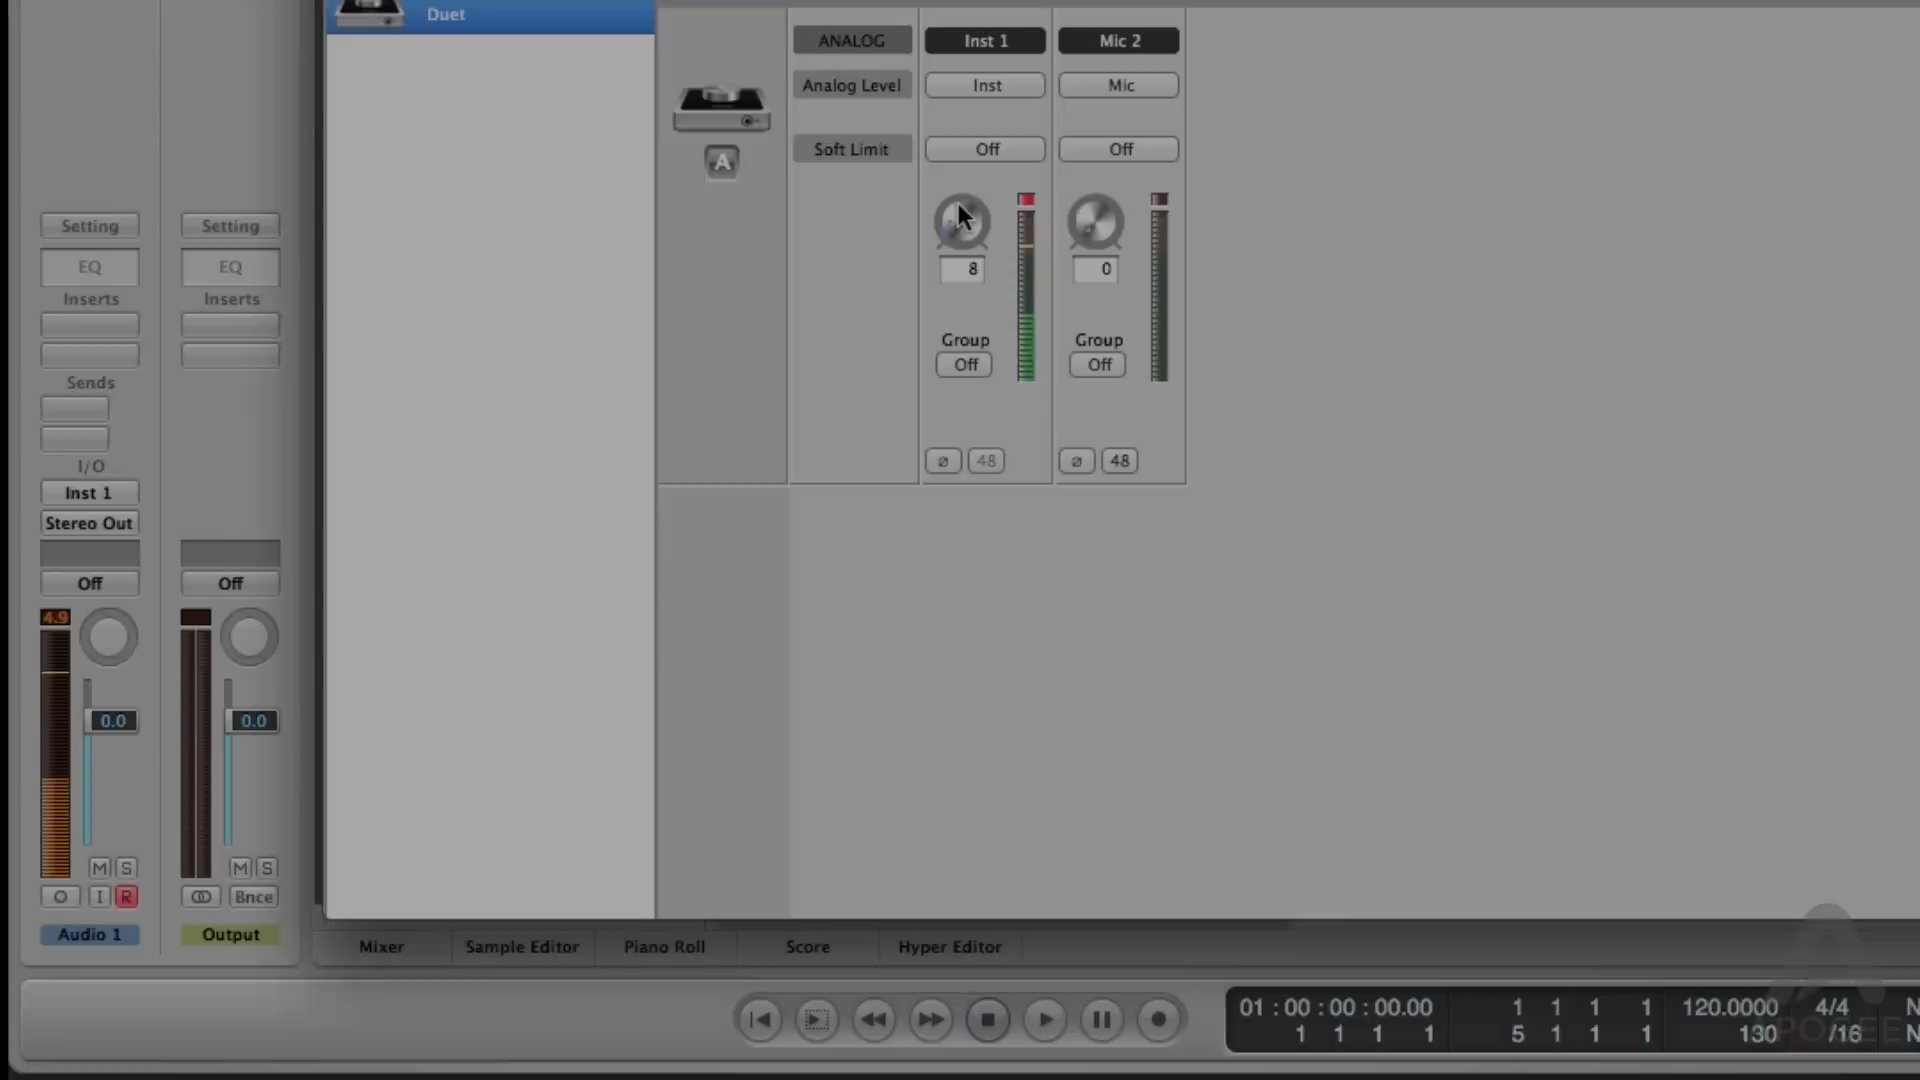 Duet
ANALOG Inst 1 Mic 2
Analog Level Inst Mic
Soft Limit Off Off
A
8 0
Group Group
Off Off
ø 48 ø 48
Setting Setting
EQ EQ
Inserts Inserts
Sends
I/O
Inst 1
Stereo Out
Off Off
4.9
0.0 0.0
M S M S
I R Bnce
Audio 1 Output
Mixer Sample Editor Piano Roll Score Hyper Editor
01:00:00:00.00 1 1 1 1 120.0000 4/4 N
1 1 1 1 5 1 1 1 130 /16 N
APOGEE